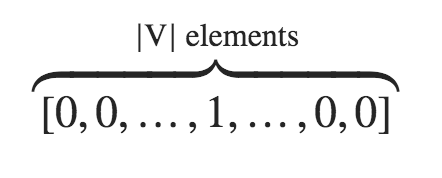 |V| elements
[0, 0, … , 1, … , 0, 0]